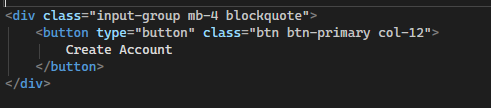 <div class="input-group mb-4 blockquote">
<button type="button" class="btn btn-primary col-12">
Create Account
</button>
</div>